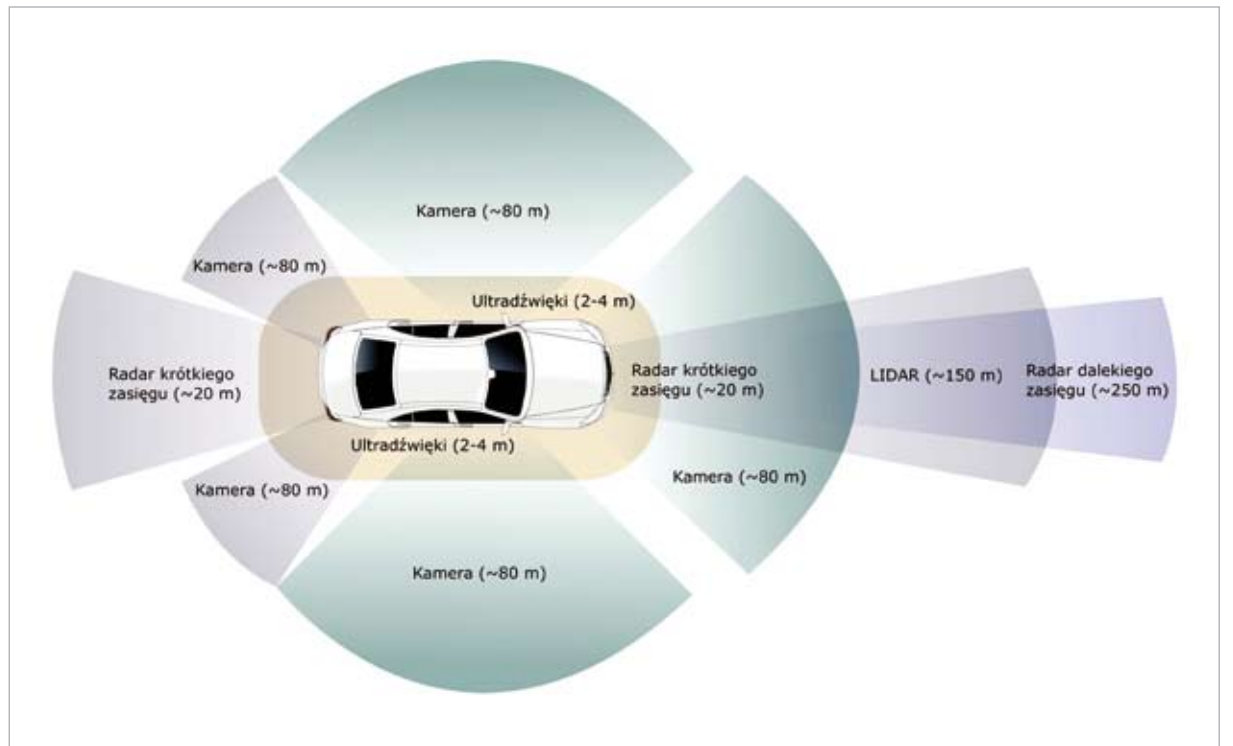 Kamera (~80 m)
Kamera (~80 m)
Ultradźwięki (2-4 m)
Radar krótkiego
zasięgu (~20 m)
Radar krótkiego
zasięgu (~20 m)
LIDAR (~150 m)
Radar dalekiego
zasięgu (~250 m)
Ultradźwięki (2-4 m)
Kamera (~80 m)
Kamera (~80 m)
Kamera (~80 m)